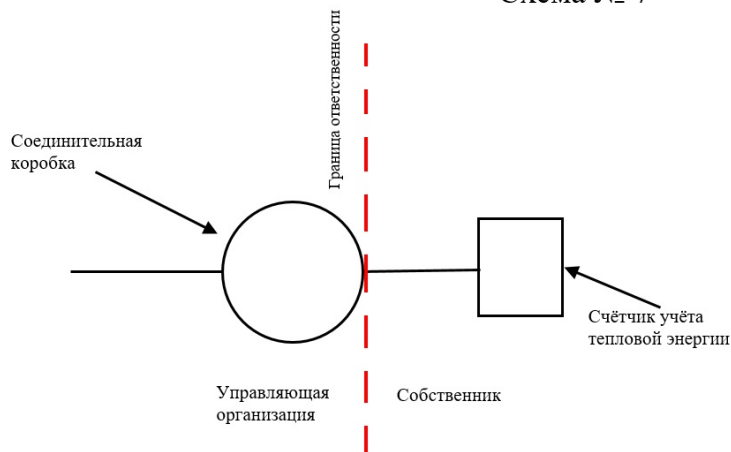 Граница ответственности
Соединительная
коробка
Счётчик учёта
тепловой энергии
Управляющая
организация
Собственник